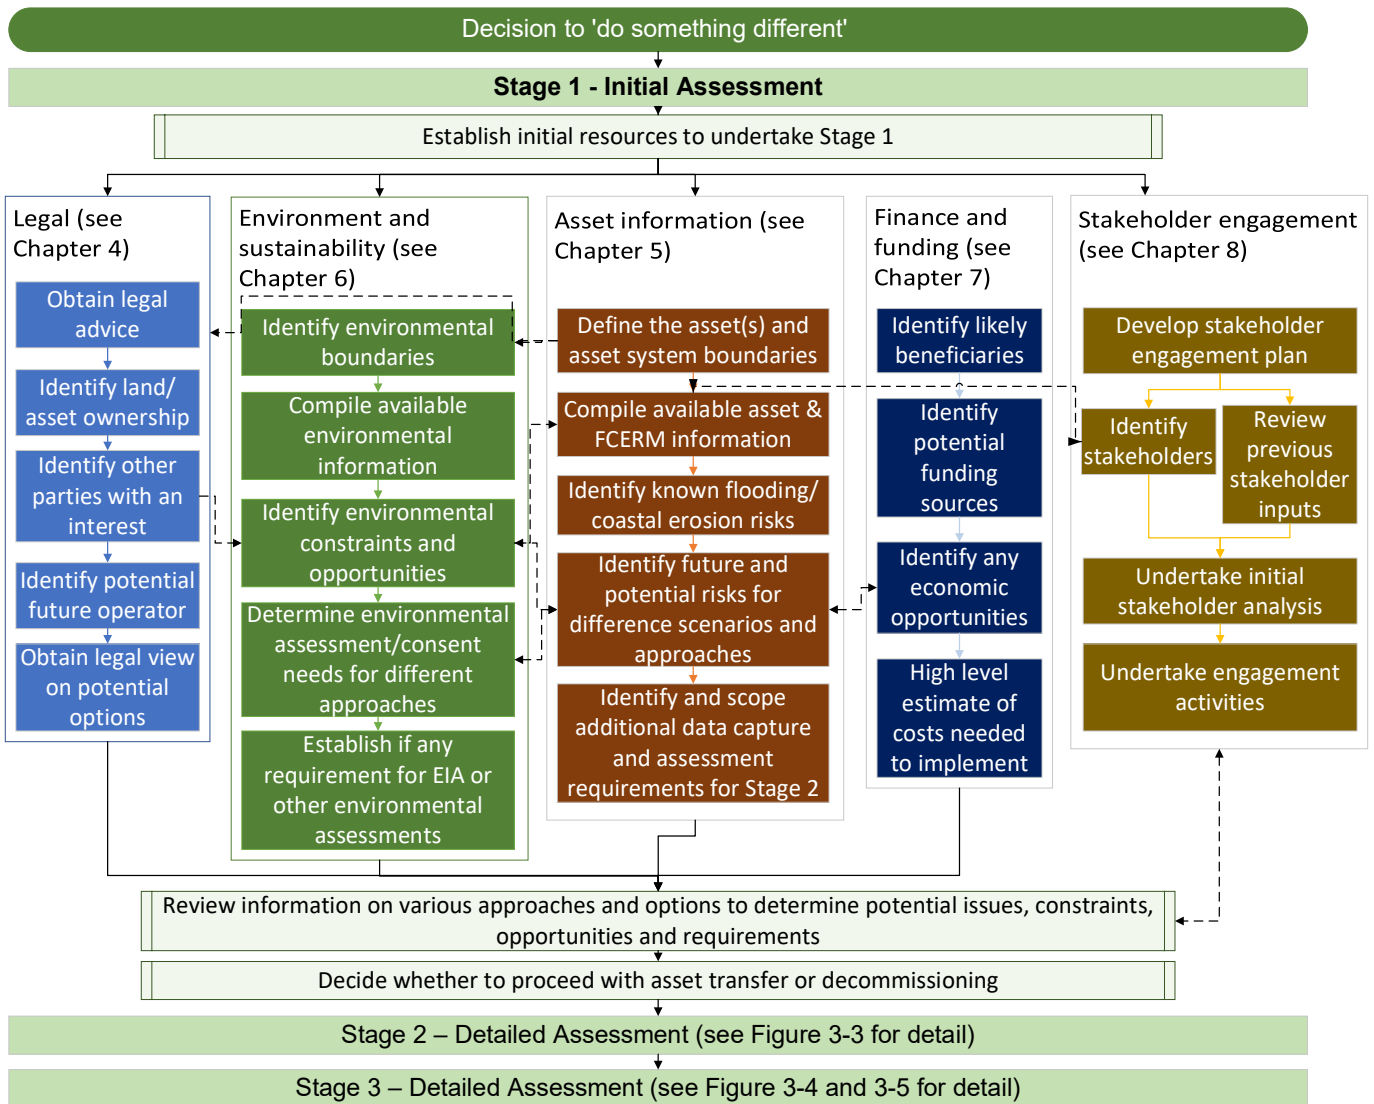 Decision to 'do something different'
Stage 1 - Initial Assessment
Establish initial resources to undertake Stage 1
Legal (see
Chapter 4)
Obtain legal
advice
Identify land/
asset ownership
Identify other
parties with an
interest
Identify potential
future operator
Obtain legal view
on potential
options
Environment and
sustainability (see
Chapter 6)
Identify environmental
boundaries
Compile available
environmental
information
Identify environmental
constraints and
opportunities
Determine environmental
assessment/consent
needs for different
approaches
Establish if any
requirement for EIA or
other environmental
assessments
Asset information (see
Chapter 5)
Define the asset(s) and
asset system boundaries
Compile available asset &
FCERM information
Identify known flooding/
coastal erosion risks
Identify future and
potential risks for
difference scenarios and
approaches
Identify and scope
additional data capture
and assessment
requirements for Stage 2
Finance and
funding (see
Chapter 7)
Identify likely
beneficiaries
Identify
potential
funding
sources
Identify any
economic
opportunities
High level
estimate of
costs needed
to implement
Stakeholder engagement
(see Chapter 8)
Develop stakeholder
engagement plan
Identify
stakeholders
Review
previous
stakeholder
inputs
Undertake initial
stakeholder analysis
Undertake engagement
activities
Review information on various approaches and options to determine potential issues, constraints,
opportunities and requirements
Decide whether to proceed with asset transfer or decommissioning
Stage 2 – Detailed Assessment (see Figure 3-3 for detail)
Stage 3 – Detailed Assessment (see Figure 3-4 and 3-5 for detail)